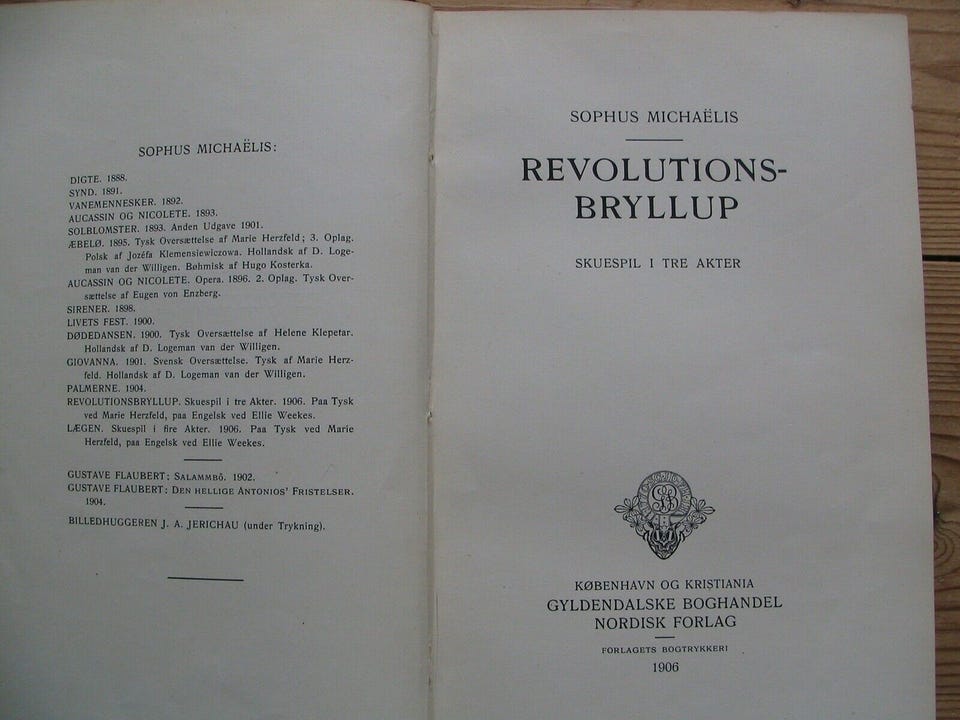 SOPHUS MICHAËLIS:
DIGTE. 1888.
SYND. 1891.
VANEMENNESKER. 1892.
AUCASSIN OG NICOLETE. 1893.
SOLBLOMSTER. 1893. Anden Udgave 1901.
ÆBELØ. 1895. Tysk Oversættelse af Marie Herzfeld; 3. Oplag.
Polsk af Jozéfa Klemensiewiczowa. Hollandsk af D. Loge-
man van der Willigen. Bøhmisk af Hugo Kosterka.
AUCASSIN OG NICOLETE. Opera. 1896. 2. Oplag. Tysk Over-
sættelse af Eugen von Enzberg.
SIRENER. 1898.
LIVETS FEST. 1900.
DØDEDANSEN. 1900. Tysk Oversættelse af Helene Klepetar.
Hollandsk af D. Logeman van der Willigen.
GIOVANNA. 1901. Svensk Oversættelse. Tysk af Marie Herz-
feld. Hollandsk af D. Logeman van der Willigen.
PALMERNE. 1904.
REVOLUTIONSBRYLLUP. Skuespil i tre Akter. 1906. Paa Tysk
ved Marie Herzfeld, paa Engelsk ved Ellie Weekes.
LÆGEN. Skuespil i fire Akter. 1906. Paa Tysk ved Marie
Herzfeld, paa Engelsk ved Ellie Weekes.
GUSTAVE FLAUBERT: SALAMMBÔ. 1902.
GUSTAVE FLAUBERT: DEN HELLIGE ANTONIOS' FRISTELSER.
1904.
BILLEDHUGGEREN J. A. JERICHAU (under Trykning).
SOPHUS MICHAËLIS
REVOLUTIONS-
BRYLLUP
SKUESPIL I TRE AKTER
KØBENHAVN OG KRISTIANIA
GYLDENDALSKE BOGHANDEL
NORDISK FORLAG
FORLAGETS BOGTRYKKERI
1906